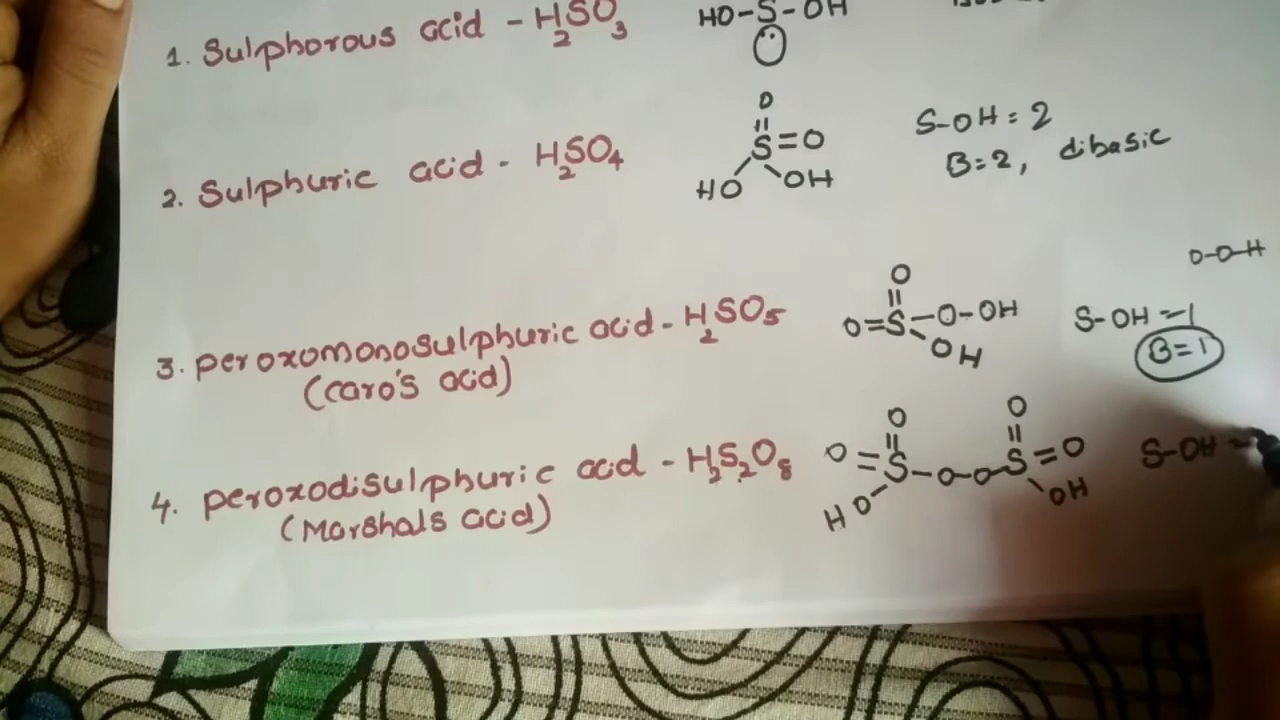 1. Sulphorous acid - H2SO3
HO-S-OH
2. Sulphuric acid - H2SO4
O
S=O
HO OH
S-OH = 2
B=2, dibasic
O-O-H
3. peroxomonosulphuric acid - H2SO5
(caro's acid)
O
O=S-O-OH
OH
S-OH = 1
B=1
4. peroxodisulphuric acid - H2S2O8
(Marshals acid)
O O
O=S-O-O-S=O
HO OH
S-OH =